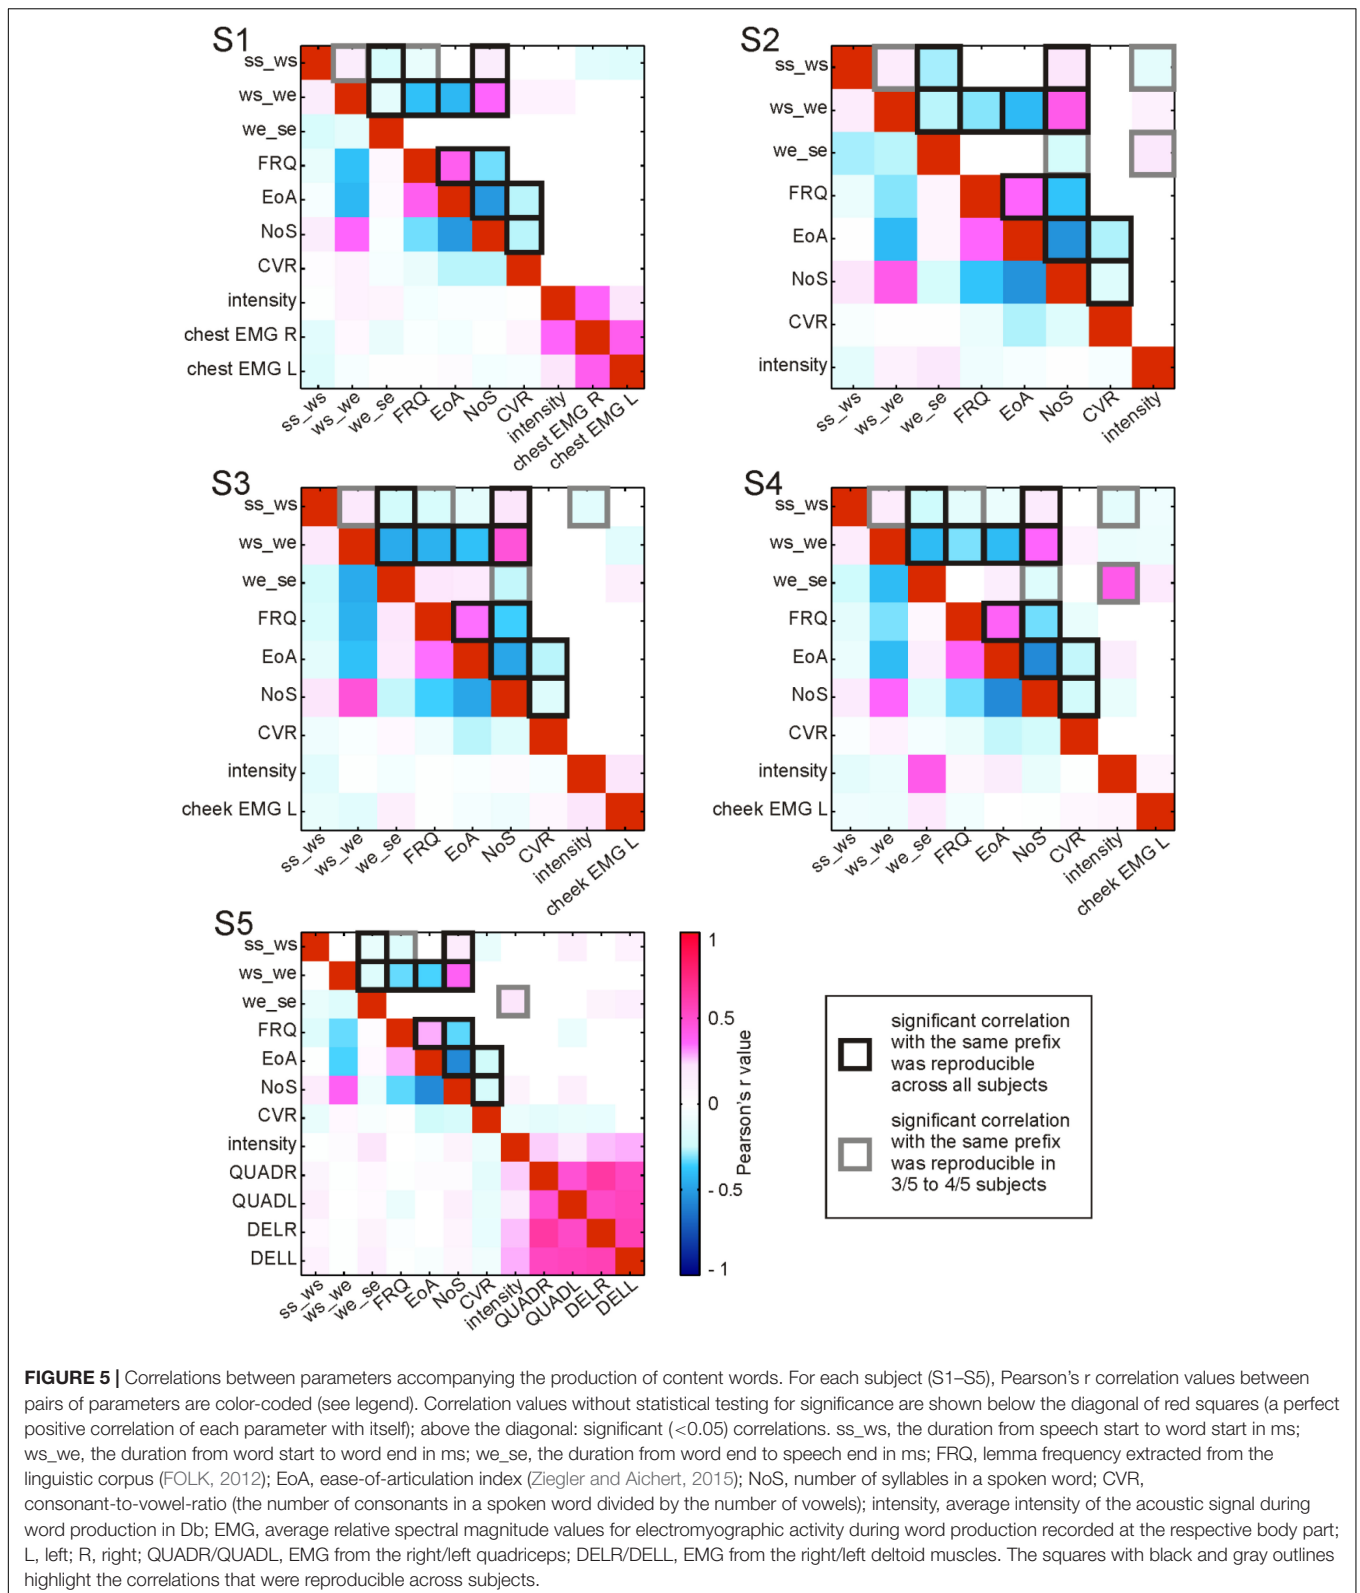 S1
ss_ws
ws_we
we_se
FRQ
EoA
NoS
CVR
intensity
chest EMG R
chest EMG L
ss_ws
ws_we
we_se
FRQ
EoA
NoS
CVR
intensity
chest EMG R
chest EMG L
S2
ss_ws
ws_we
we_se
FRQ
EoA
NoS
CVR
intensity
ss_ws
ws_we
we_se
FRQ
EoA
NoS
CVR
intensity
S3
ss_ws
ws_we
we_se
FRQ
EoA
NoS
CVR
intensity
cheek EMG L
ss_ws
ws_we
we_se
FRQ
EoA
NoS
CVR
intensity
cheek EMG L
S4
ss_ws
ws_we
we_se
FRQ
EoA
NoS
CVR
intensity
cheek EMG L
ss_ws
ws_we
we_se
FRQ
EoA
NoS
CVR
intensity
cheek EMG L
S5
ss_ws
ws_we
we_se
FRQ
EoA
NoS
CVR
intensity
QUADR
QUADL
DELR
DELL
ss_ws
ws_we
we_se
FRQ
EoA
NoS
CVR
intensity
QUADR
QUADL
DELR
DELL
1
0.5
0
- 0.5
- 1
Pearson's r value
significant correlation
with the same prefix
was reproducible
across all subjects
significant correlation
with the same prefix
was reproducible in
3/5 to 4/5 subjects
FIGURE 5 | Correlations between parameters accompanying the production of content words. For each subject (S1–S5), Pearson's r correlation values between
pairs of parameters are color-coded (see legend). Correlation values without statistical testing for significance are shown below the diagonal of red squares (a perfect
positive correlation of each parameter with itself); above the diagonal: significant (<0.05) correlations. ss_ws, the duration from speech start to word start in ms;
ws_we, the duration from word start to word end in ms; we_se, the duration from word end to speech end in ms; FRQ, lemma frequency extracted from the
linguistic corpus (FOLK, 2012); EoA, ease-of-articulation index (Ziegler and Aichert, 2015); NoS, number of syllables in a spoken word; CVR,
consonant-to-vowel-ratio (the number of consonants in a spoken word divided by the number of vowels); intensity, average intensity of the acoustic signal during
word production in Db; EMG, average relative spectral magnitude values for electromyographic activity during word production recorded at the respective body part;
L, left; R, right; QUADR/QUADL, EMG from the right/left quadriceps; DELR/DELL, EMG from the right/left deltoid muscles. The squares with black and gray outlines
highlight the correlations that were reproducible across subjects.